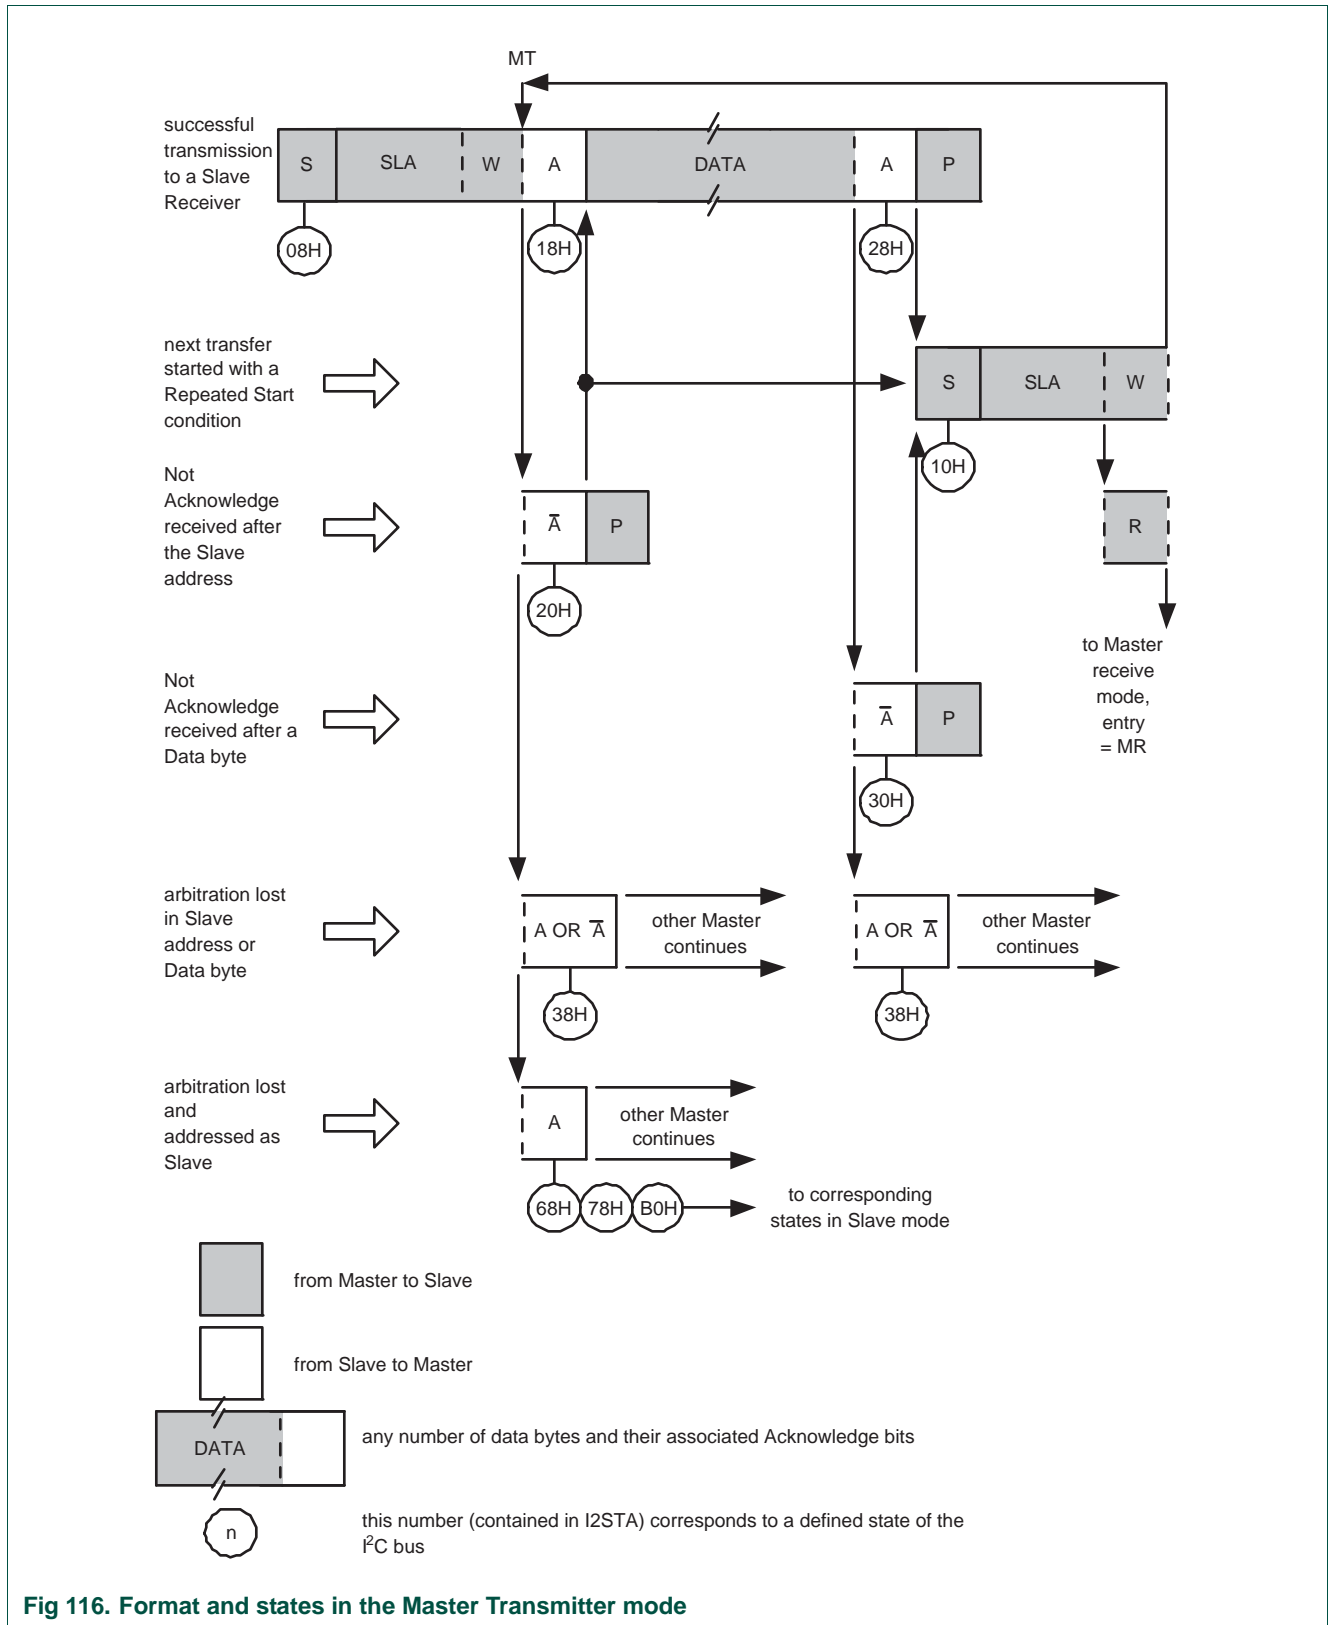 MT
successful
transmission
to a Slave
Receiver
S SLA W A DATA A P
08H 18H 28H
next transfer
started with a
Repeated Start
condition
S SLA W
10H
Not
Acknowledge
received after
the Slave
address
A̅ P
R
20H
to Master
receive
mode,
entry
= MR
Not
Acknowledge
received after a
Data byte
A̅ P
30H
arbitration lost
in Slave
address or
Data byte
A OR A̅
other Master
continues
A OR A̅
other Master
continues
38H 38H
arbitration lost
and
addressed as
Slave
A
other Master
continues
68H 78H B0H
to corresponding
states in Slave mode
from Master to Slave
from Slave to Master
DATA
any number of data bytes and their associated Acknowledge bits
n
this number (contained in I2STA) corresponds to a defined state of the
I²C bus
Fig 116. Format and states in the Master Transmitter mode